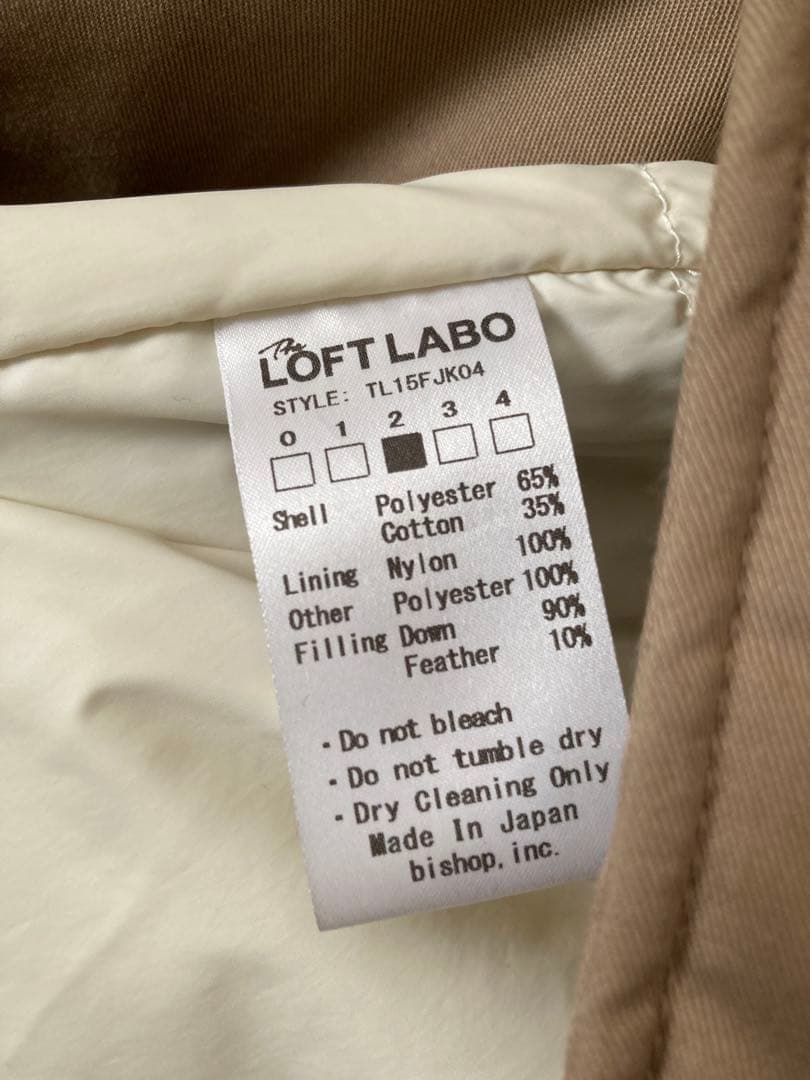 The
LOFT LABO
STYLE: TL15FJK04
0 1 2 3 4
Shell Polyester 65%
Cotton 35%
Lining Nylon 100%
Other Polyester 100%
Filling Down 90%
Feather 10%
・Do not bleach
・Do not tumble dry
・Dry Cleaning Only
Made In Japan
bishop, inc.